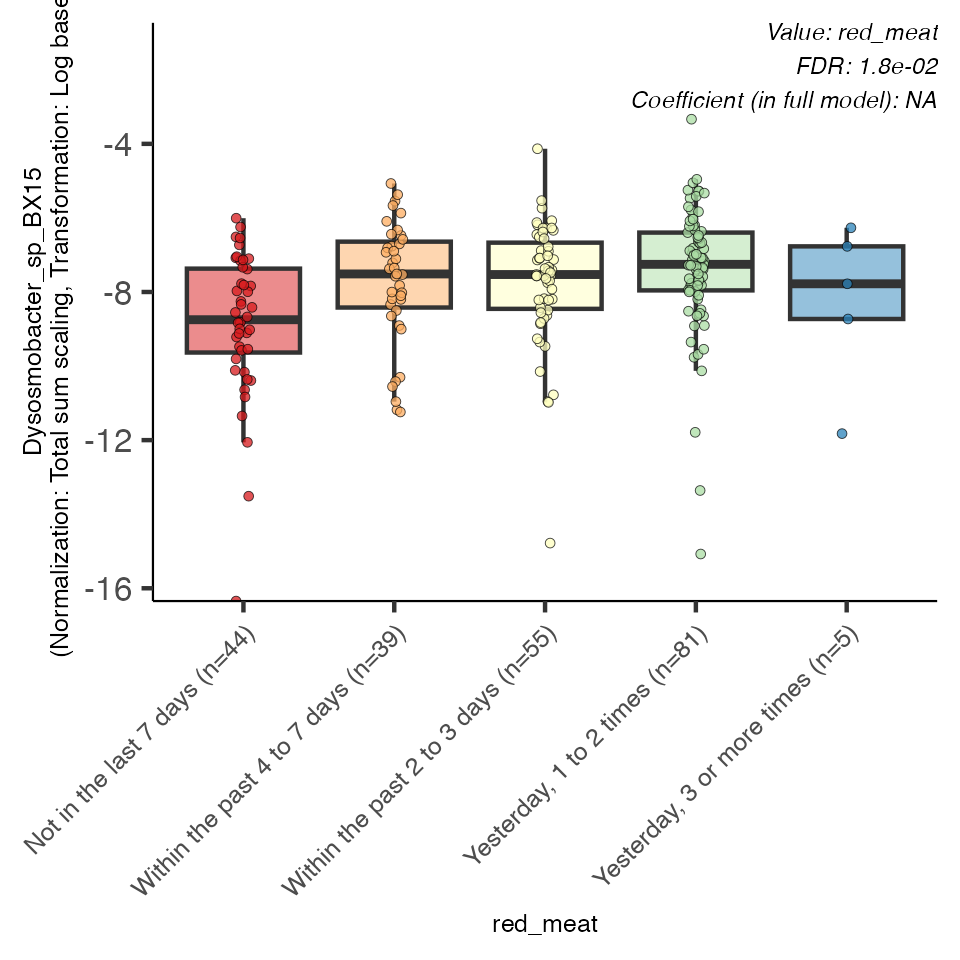 Value: red_meat
FDR: 1.8e-02
Coefficient (in full model): NA
Dysosmobacter_sp_BX15
(Normalization: Total sum scaling, Transformation: Log base
-4
-8
-12
-16
Not in the last 7 days (n=44)
Within the past 4 to 7 days (n=39)
Within the past 2 to 3 days (n=55)
Yesterday, 1 to 2 times (n=81)
Yesterday, 3 or more times (n=5)
red_meat